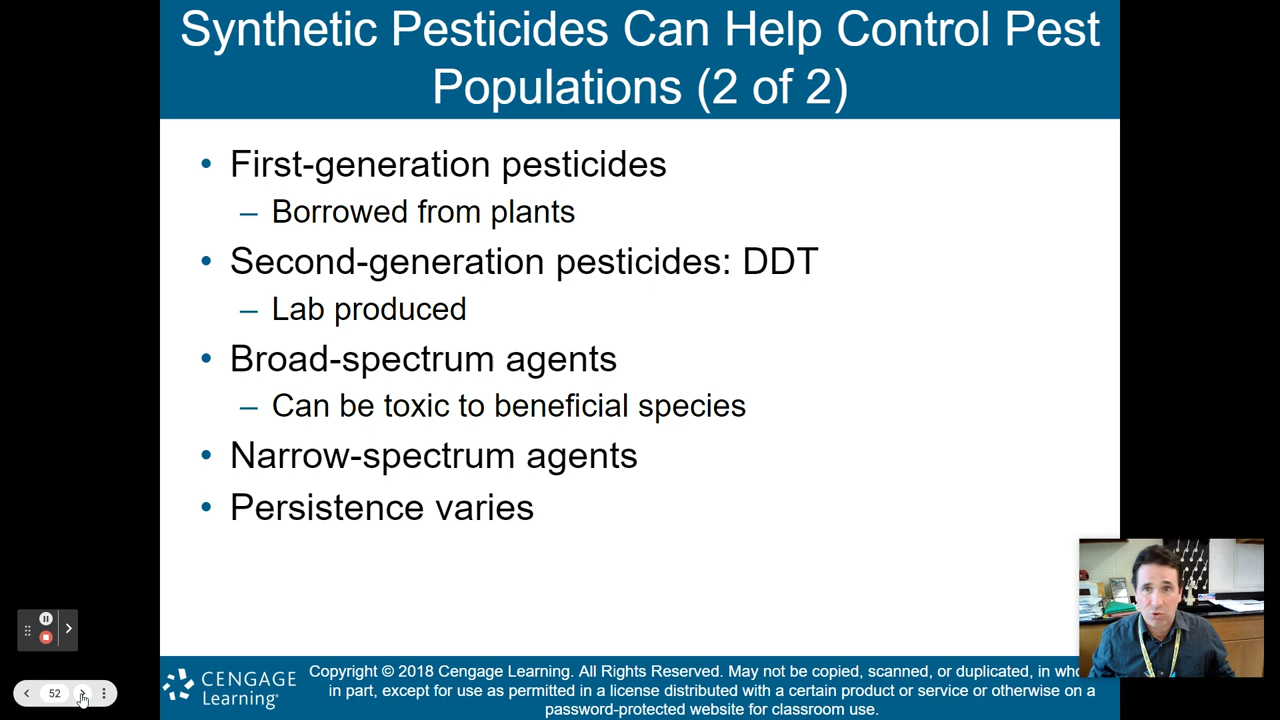 Synthetic Pesticides Can Help Control Pest
Populations (2 of 2)
• First-generation pesticides
– Borrowed from plants
• Second-generation pesticides: DDT
– Lab produced
• Broad-spectrum agents
– Can be toxic to beneficial species
• Narrow-spectrum agents
• Persistence varies
CENGAGE
Learning
Copyright © 2018 Cengage Learning. All Rights Reserved. May not be copied, scanned, or duplicated, in
in part, except for use as permitted in a license distributed with a certain product or service or otherwise on a
password-protected website for classroom use.
52